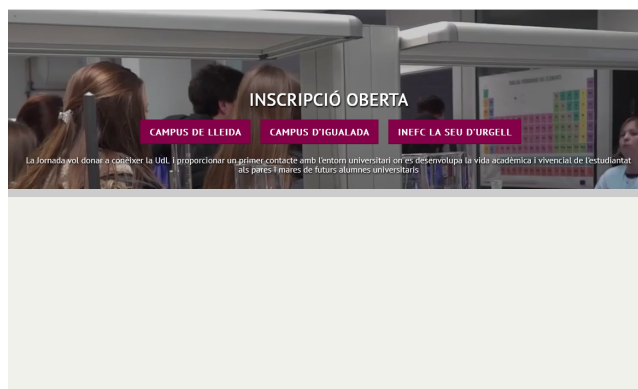 INSCRIPCIÓ OBERTA
CAMPUS DE LLEIDA
CAMPUS D'IGUALADA
INEFC LA SEU D'URGELL
La Jornada vol donar a conèixer la UdL i proporcionar un primer contacte amb l'entorn universitari on es desenvolupa la vida acadèmica i vivencial de l'estudiantat
als pares i mares de futurs alumnes universitaris